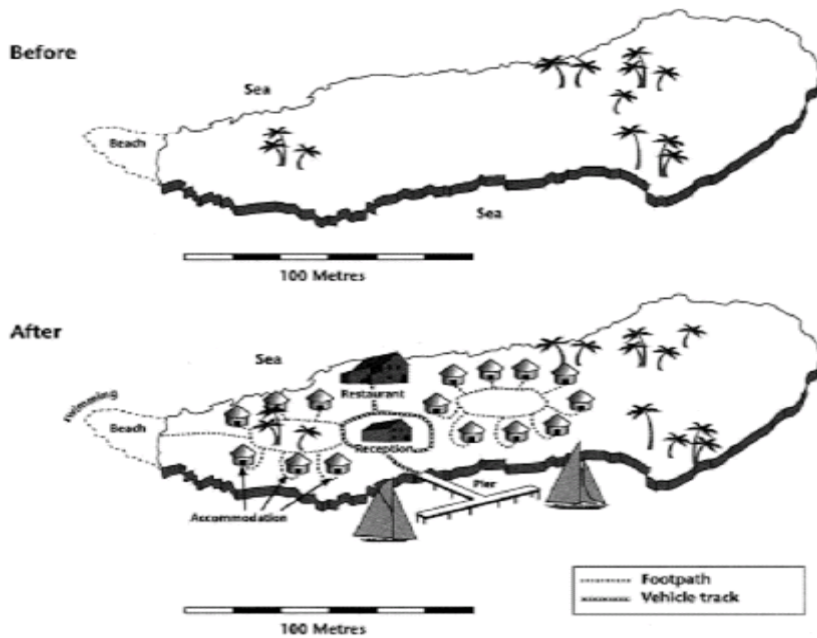 Before
Sea
Beach
Sea
100 Metres
After
Sea
Swimming
Restaurant
Beach
Reception
Pier
Accommodation
Footpath
Vehicle track
100 Metres